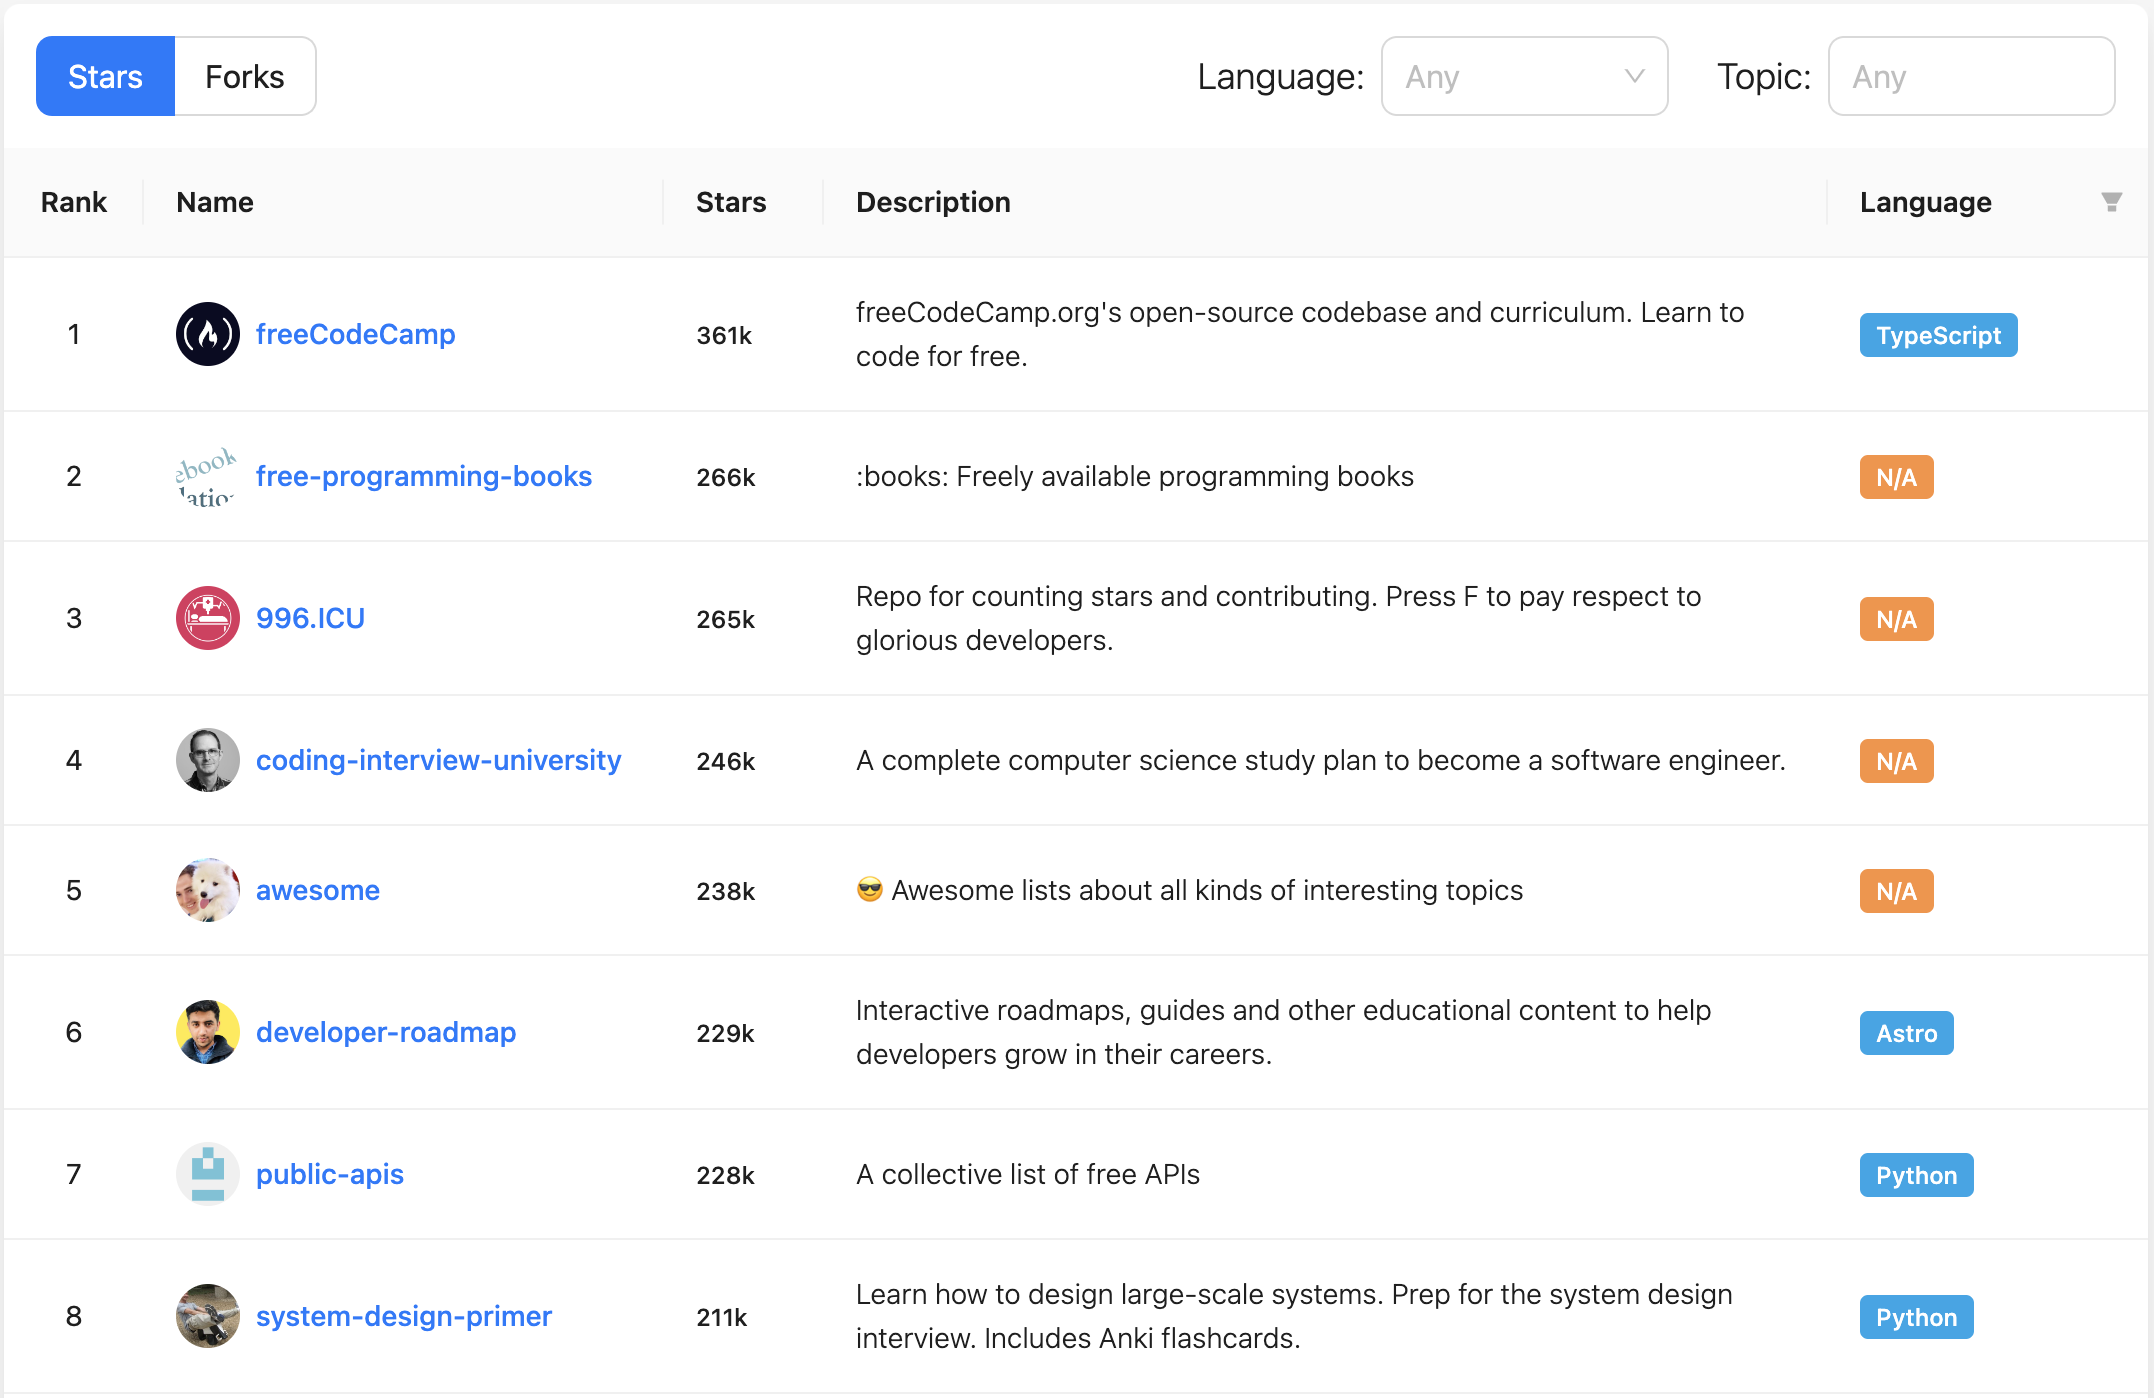 Stars Forks Language: Any Topic: Any
Rank Name Stars Description Language
1 freeCodeCamp 361k freeCodeCamp.org's open-source codebase and curriculum. Learn to
code for free. TypeScript
ebook
latio
2 free-programming-books 266k :books: Freely available programming books N/A
3 996.ICU 265k Repo for counting stars and contributing. Press F to pay respect to
glorious developers. N/A
4 coding-interview-university 246k A complete computer science study plan to become a software engineer. N/A
5 awesome 238k 😎 Awesome lists about all kinds of interesting topics N/A
6 developer-roadmap 229k Interactive roadmaps, guides and other educational content to help
developers grow in their careers. Astro
7 public-apis 228k A collective list of free APIs Python
8 system-design-primer 211k Learn how to design large-scale systems. Prep for the system design
interview. Includes Anki flashcards. Python